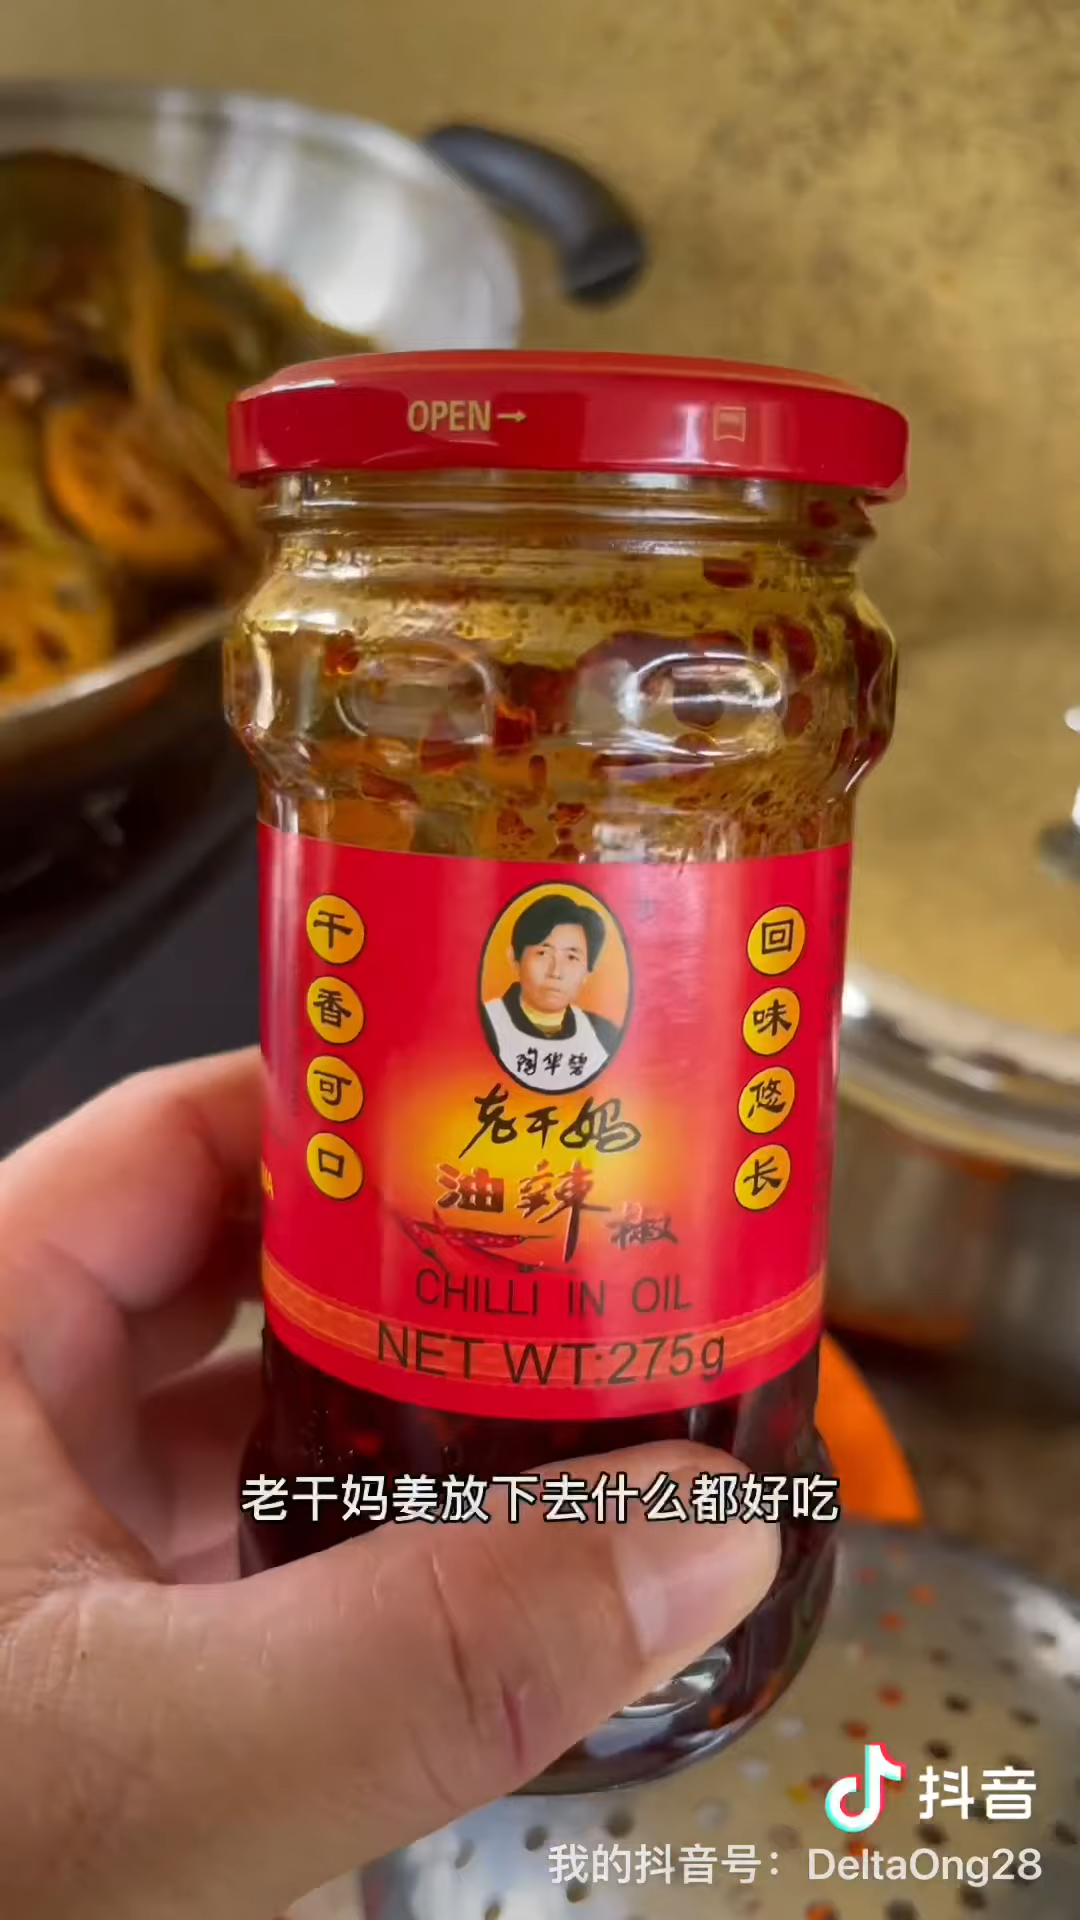 OPEN→
干香可口
回味悠长
陶华碧
老干妈
油辣椒
CHILLI IN OIL
NET WT:275g
老干妈姜放下去什么都好吃
抖音
我的抖音号：DeltaOng28